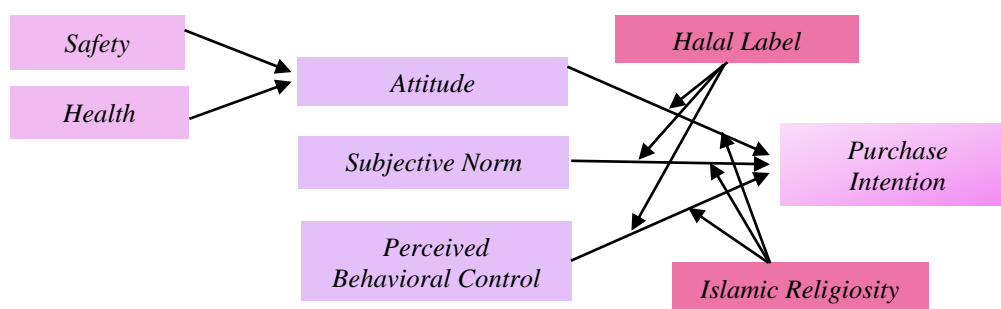 Safety
Health
Attitude
Subjective Norm
Perceived
Behavioral Control
Halal Label
Purchase
Intention
Islamic Religiosity